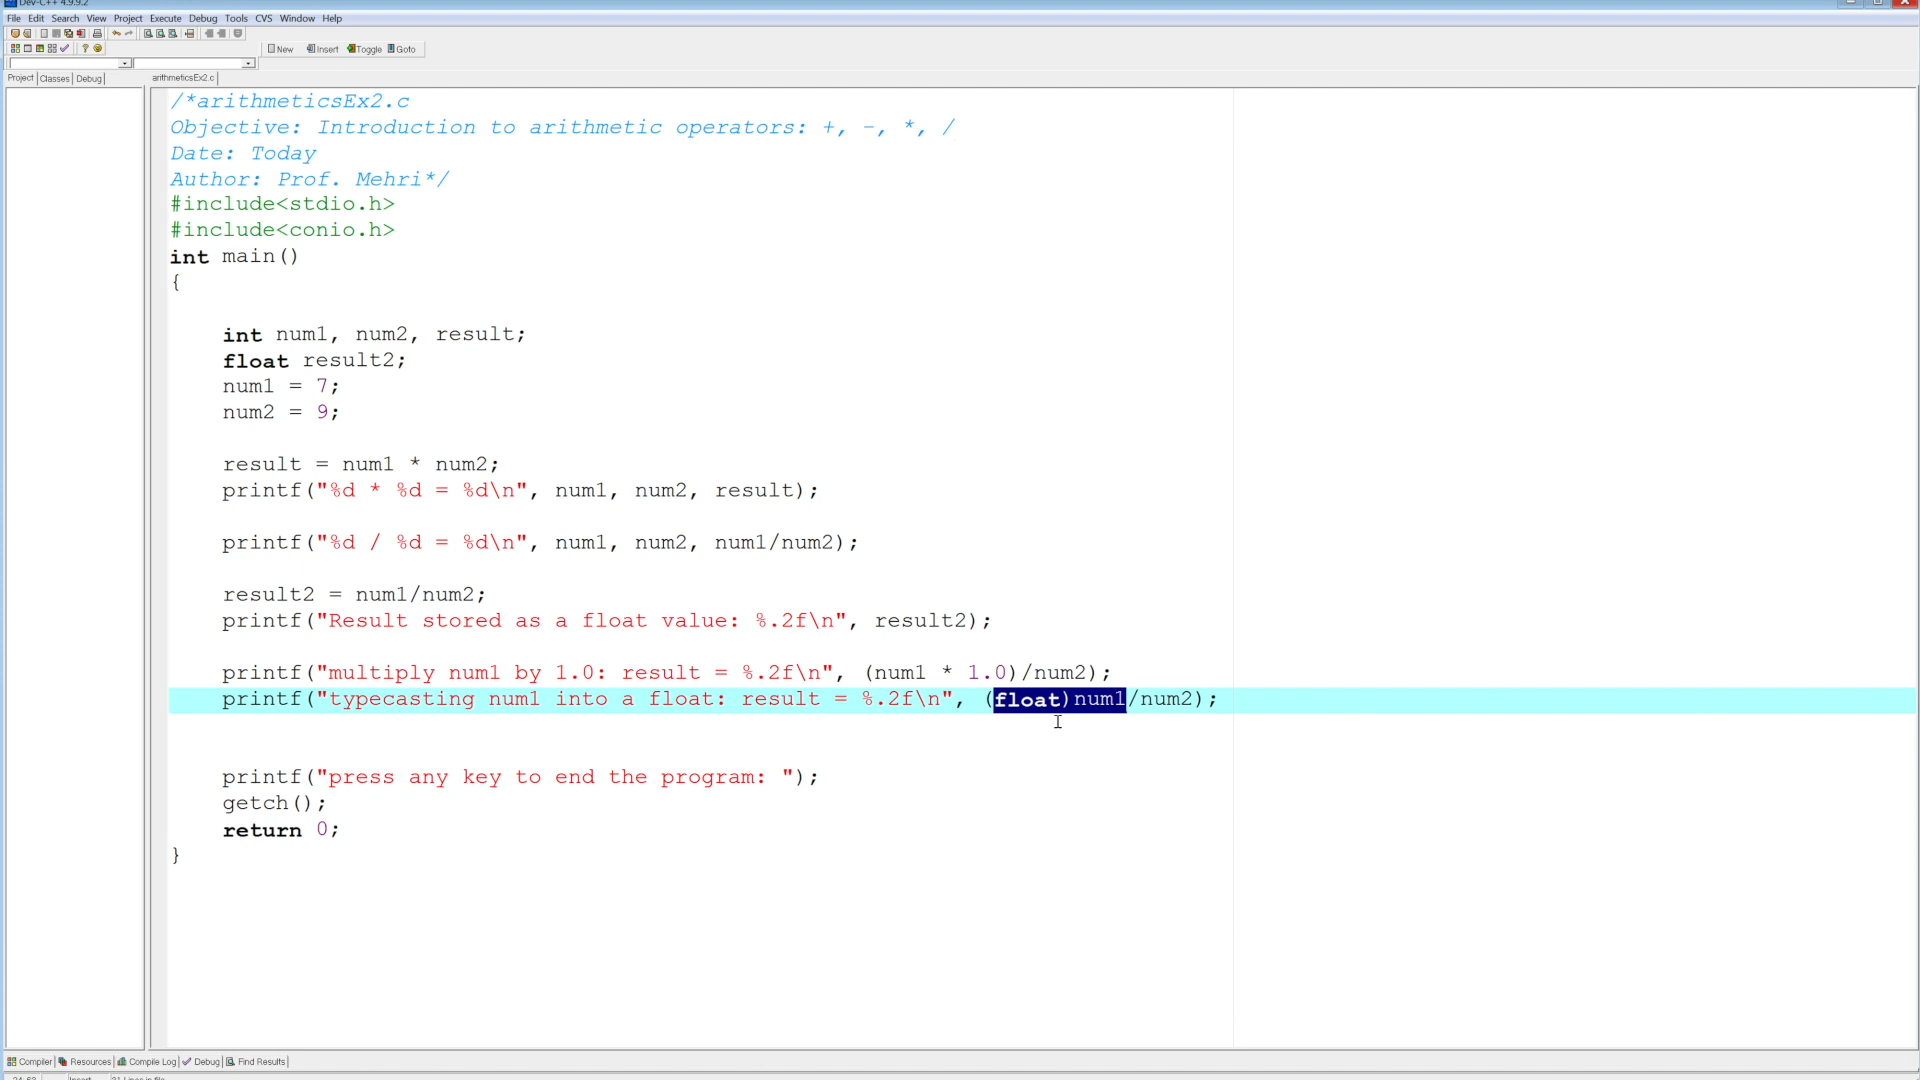 Dev-C++ 4.9.9.2
File Edit Search View Project Execute Debug Tools CVS Window Help
New Insert Toggle Goto
Project Classes Debug arithmeticsEx2.c
/*arithmeticsEx2.c
Objective: Introduction to arithmetic operators: +, -, *, /
Date: Today
Author: Prof. Mehri*/
#include<stdio.h>
#include<conio.h>
int main()
{
int num1, num2, result;
float result2;
num1 = 7;
num2 = 9;
result = num1 * num2;
printf("%d * %d = %d\n", num1, num2, result);
printf("%d / %d = %d\n", num1, num2, num1/num2);
result2 = num1/num2;
printf("Result stored as a float value: %.2f\n", result2);
printf("multiply num1 by 1.0: result = %.2f\n", (num1 * 1.0)/num2);
printf("typecasting num1 into a float: result = %.2f\n", (float)num1/num2);
printf("press any key to end the program: ");
getch();
return 0;
}
Compiler Resources Compile Log Debug Find Results